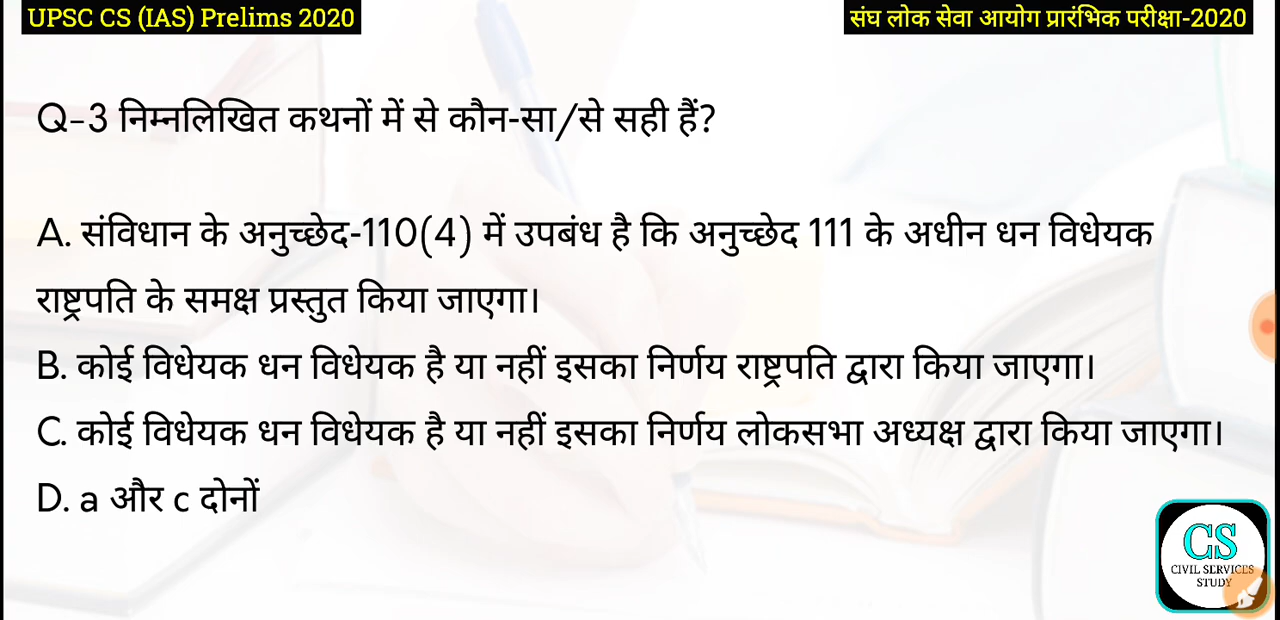 UPSC CS (IAS) Prelims 2020
संघ लोक सेवा आयोग प्रारंभिक परीक्षा-2020
Q-3 निम्नलिखित कथनों में से कौन-सा/से सही हैं?
A. संविधान के अनुच्छेद-110(4) में उपबंध है कि अनुच्छेद 111 के अधीन धन विधेयक
राष्ट्रपति के समक्ष प्रस्तुत किया जाएगा।
B. कोई विधेयक धन विधेयक है या नहीं इसका निर्णय राष्ट्रपति द्वारा किया जाएगा।
C. कोई विधेयक धन विधेयक है या नहीं इसका निर्णय लोकसभा अध्यक्ष द्वारा किया जाएगा।
D. a और c दोनों
CS
CIVIL SERVICES
STUDY